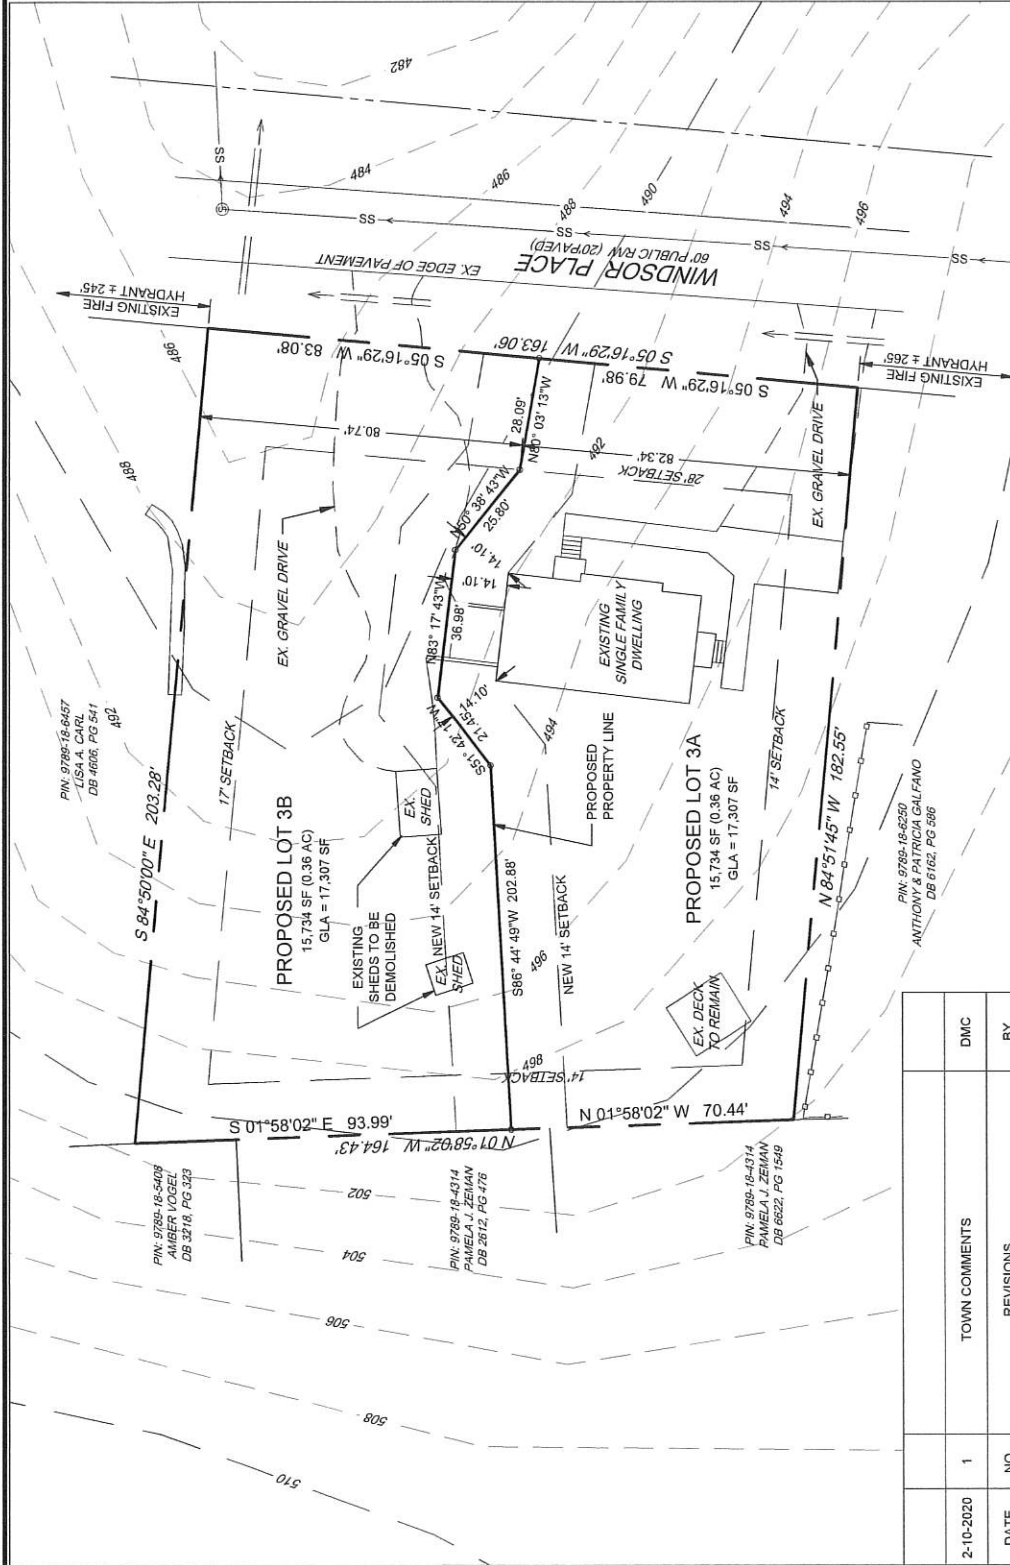 PIN: 9789-18-6457
LISA A. CARL
DB 4606, PG 541
S 84°50'00" E 203.28'
17' SETBACK
PROPOSED LOT 3B
15,734 SF (0.36 AC)
GLA = 17,307 SF
EX. GRAVEL DRIVE
EXISTING
SHEDS TO BE
DEMOLISHED
EX.
SHED
EX.
SHED
NEW 14' SETBACK
EXISTING FIRE
HYDRANT ± 245'
S 05°16'29" W 83.08'
80.74'
EX. EDGE OF PAVEMENT
WINDSOR PLACE
60' PUBLIC R/W (20' PAVED)
S 05°16'29" W 163.06'
S 05°16'29" W 79.98'
28.09'
N80° 03' 13"W
N50° 38' 43"W
25.80'
14.10'
14.10'
N83° 17' 43"W
36.98'
14.10'
21.45'
S86° 44' 49"W 202.88'
82.34'
28' SETBACK
EX. GRAVEL DRIVE
EXISTING FIRE
HYDRANT ± 265'
EXISTING
SINGLE FAMILY
DWELLING
PROPOSED
PROPERTY LINE
NEW 14' SETBACK
PROPOSED LOT 3A
15,734 SF (0.36 AC)
GLA = 17,307 SF
14' SETBACK
N 84°51'45" W 182.55'
PIN: 9789-18-6250
ANTHONY & PATRICIA GALFANO
DB 6162, PG 586
EX. DECK
TO REMAIN
14' SETBACK
S 01°58'02" E 93.99'
N 01°58'02" W 164.43'
N 01°58'02" W 70.44'
PIN: 9789-18-5408
AMBER VOGEL
DB 3218, PG 323
PIN: 9789-18-4314
PAMELA J. ZEMAN
DB 2612, PG 476
PIN: 9789-18-4314
PAMELA J. ZEMAN
DB 6622, PG 1549
482
484
486
488
490
494
496
486
488
492
492
494
496
498
502
504
506
508
510
SS
SS
SS
SS
SS
S
2-10-2020 1 TOWN COMMENTS DMC
DATE NO. REVISIONS BY